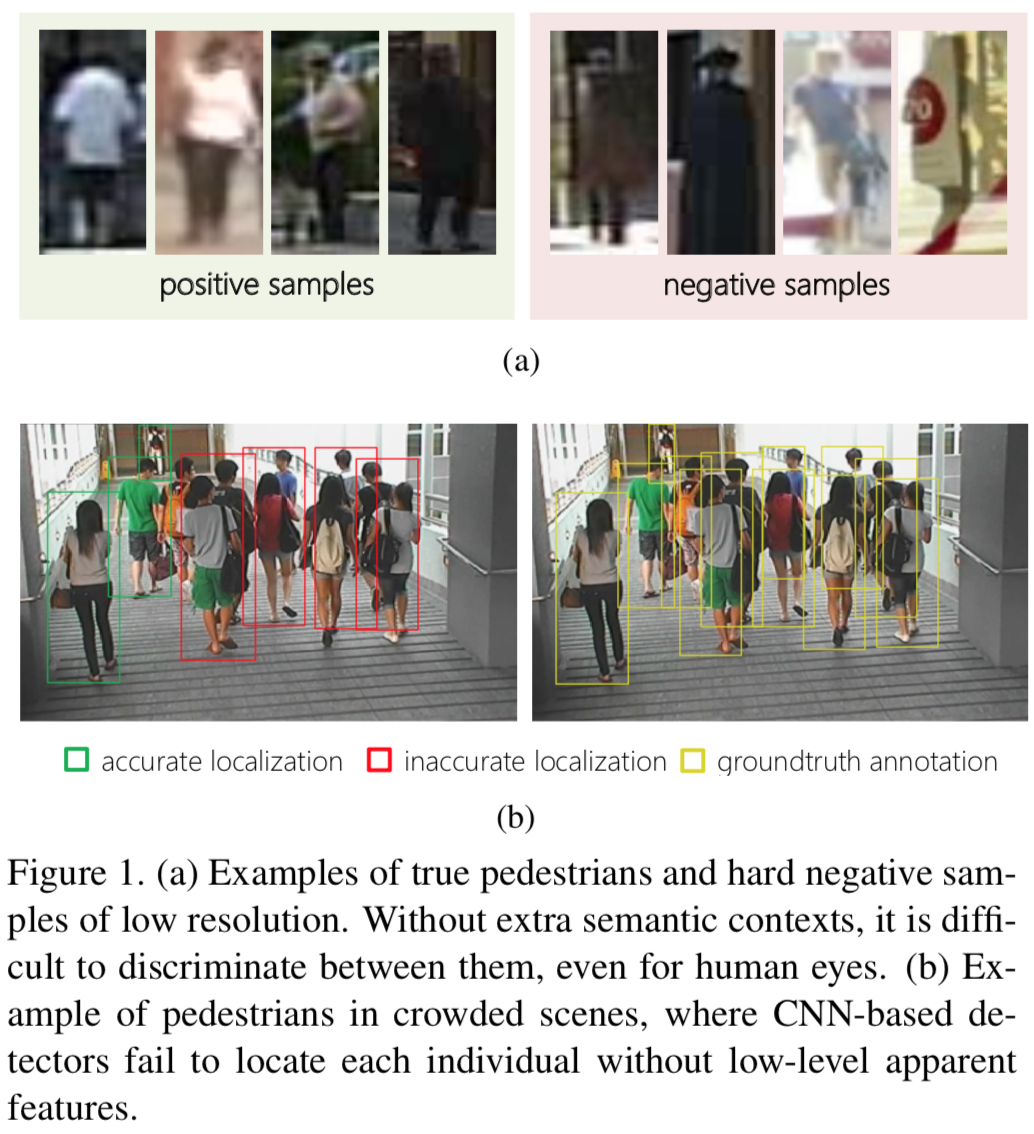 20
positive samples
negative samples
(a)
accurate localization
inaccurate localization
groundtruth annotation
(b)
Figure 1. (a) Examples of true pedestrians and hard negative sam-
ples of low resolution. Without extra semantic contexts, it is diffi-
cult to discriminate between them, even for human eyes. (b) Ex-
ample of pedestrians in crowded scenes, where CNN-based de-
tectors fail to locate each individual without low-level apparent
features.